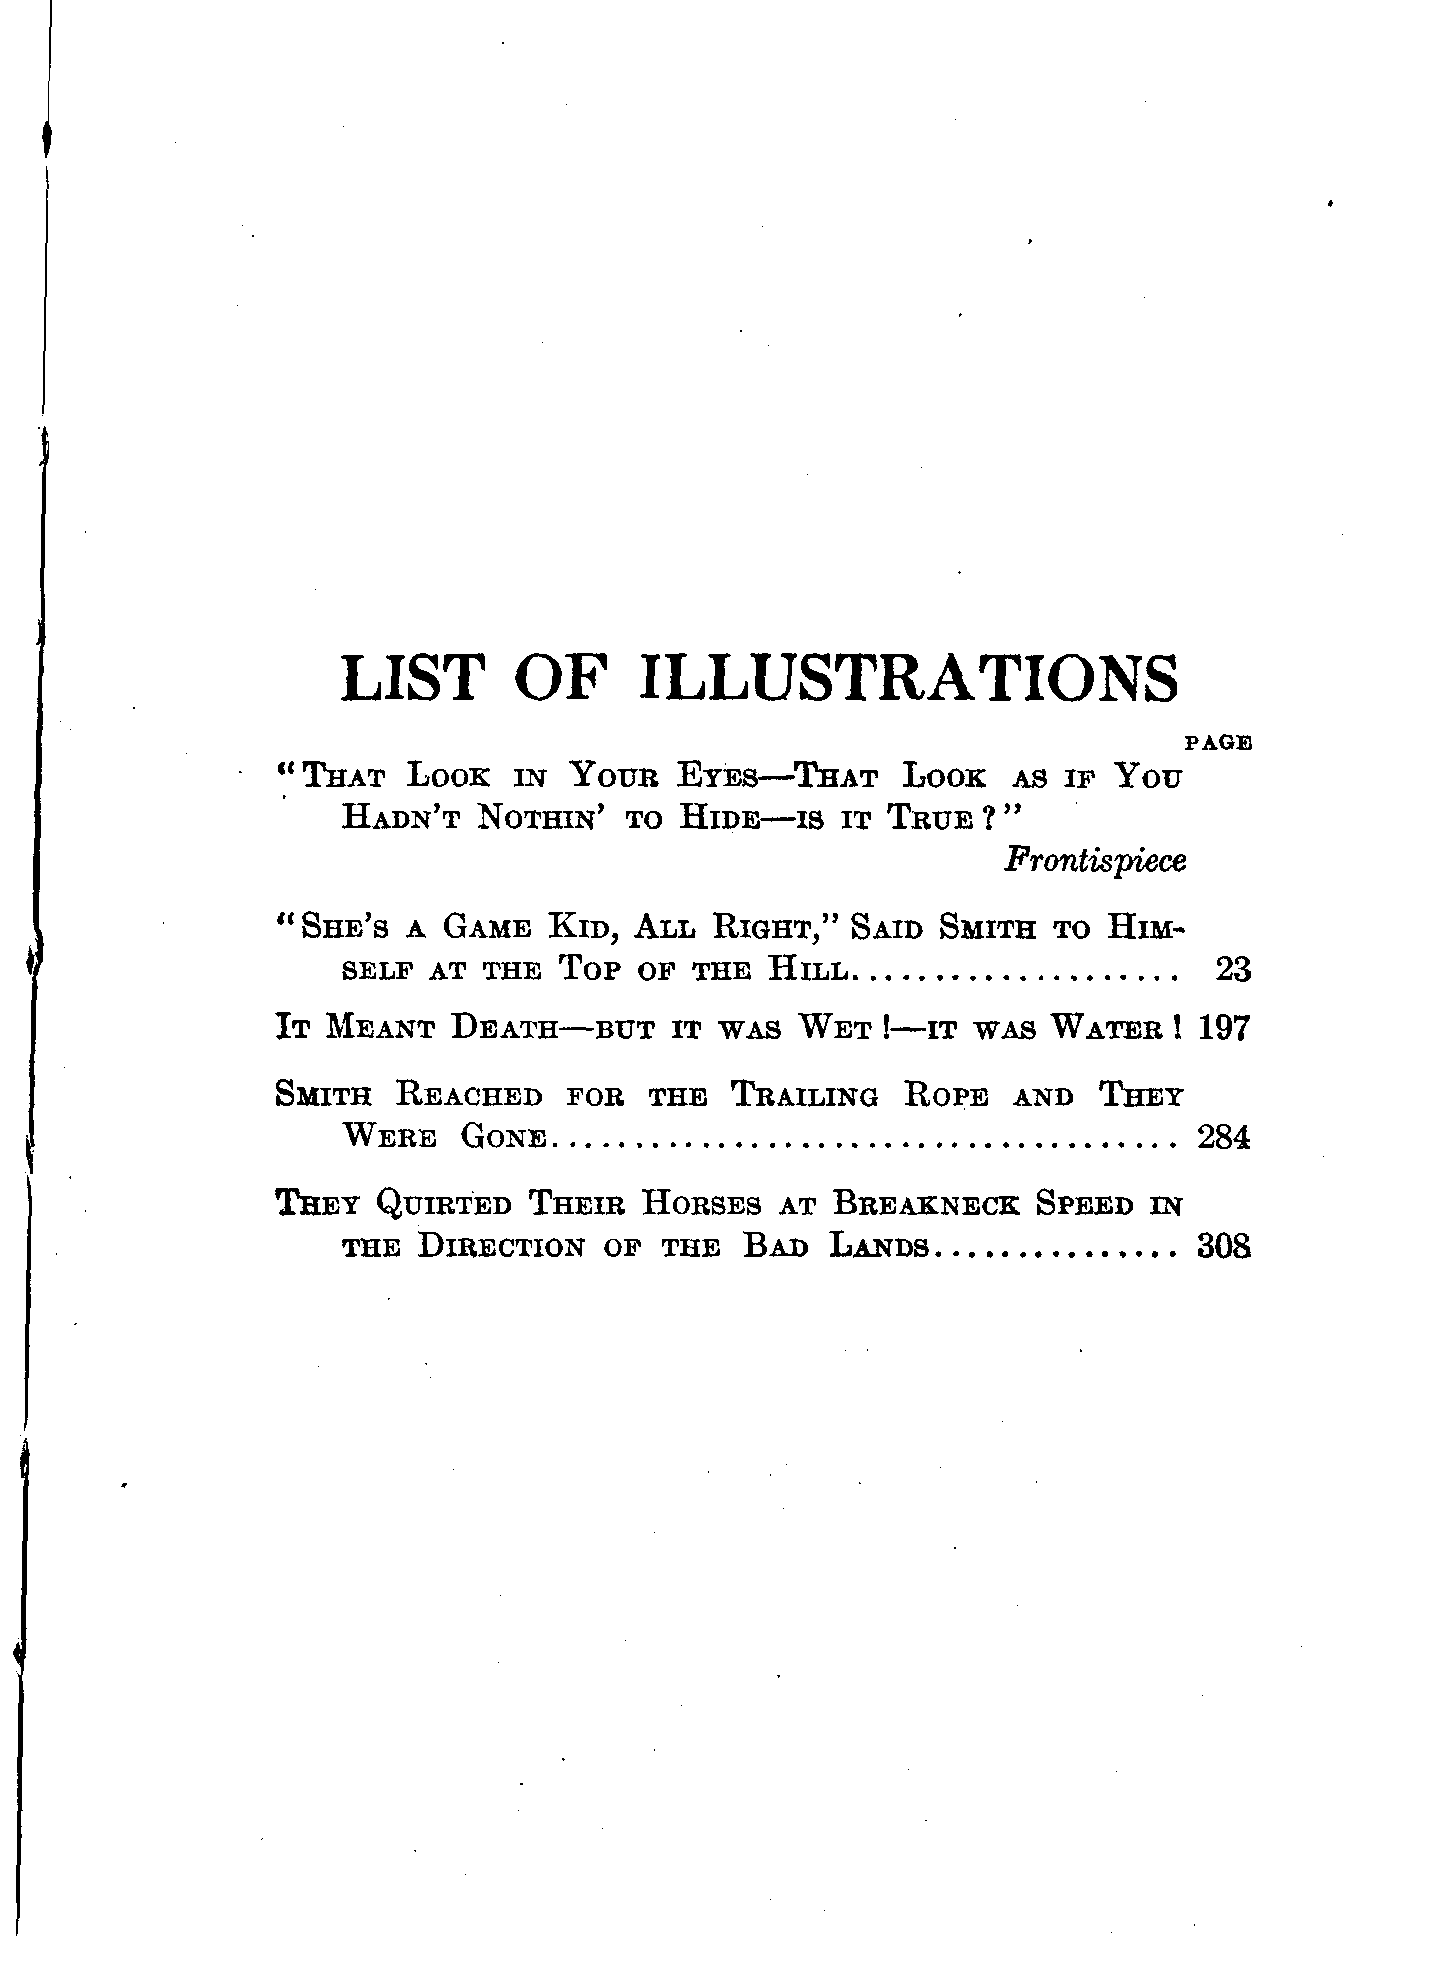 LIST OF ILLUSTRATIONS
PAGE
"That Look in Your Eyes—That Look as if You
Hadn't Nothin' to Hide—is it True?"
Frontispiece
"She's a Game Kid, All Right," Said Smith to Him-
self at the Top of the Hill.................... 23
It Meant Death—but it was Wet!—it was Water! 197
Smith Reached for the Trailing Rope and They
Were Gone...................................... 284
They Quirted Their Horses at Breakneck Speed in
the Direction of the Bad Lands............... 308